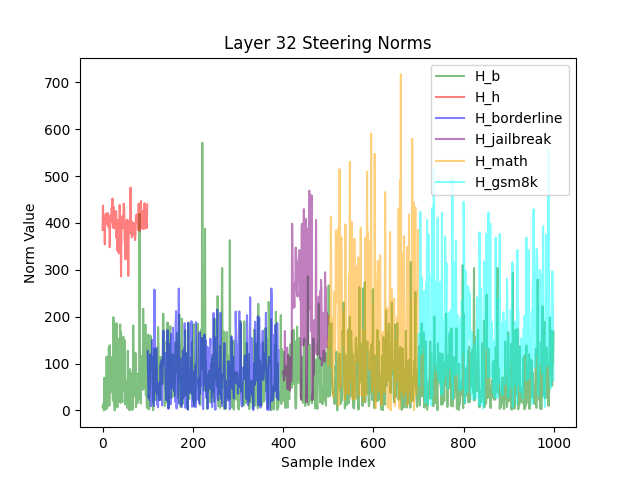 Layer 32 Steering Norms
Norm Value
700
600
500
400
300
200
100
0
H_b
H_h
H_borderline
H_jailbreak
H_math
H_gsm8k
0
200
400
600
800
1000
Sample Index